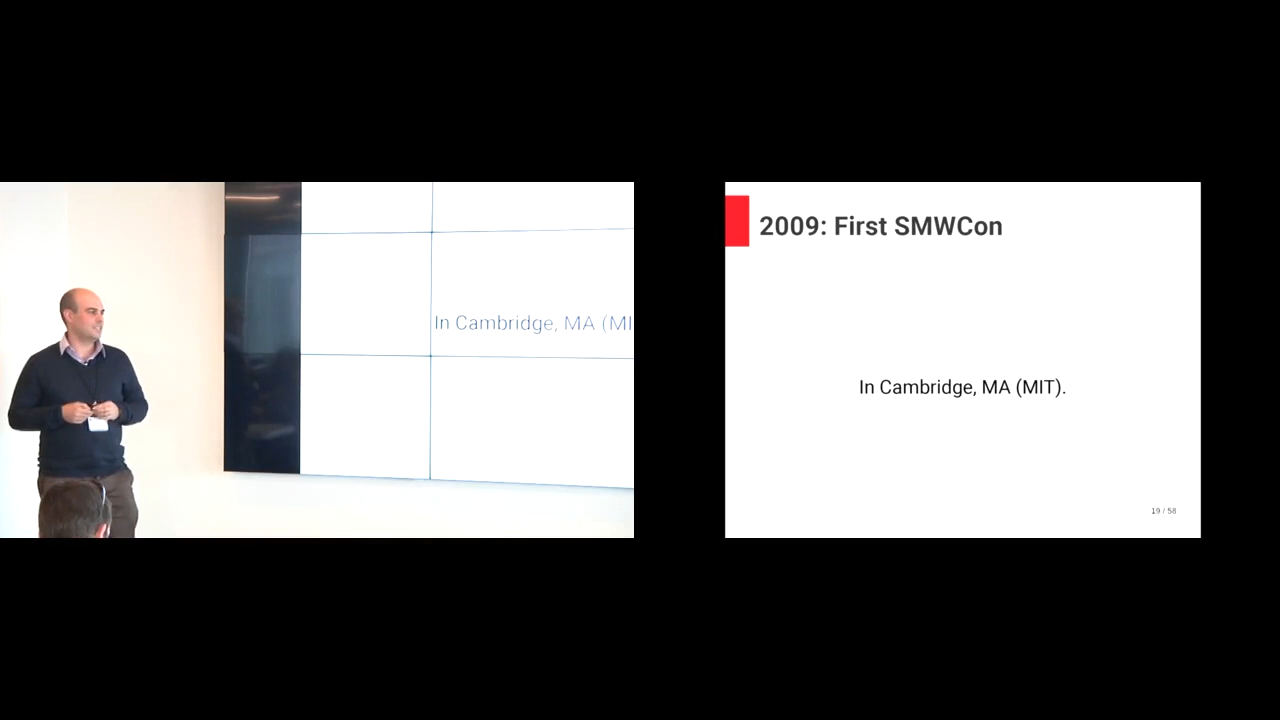 In Cambridge, MA (MI
2009: First SMWCon
In Cambridge, MA (MIT).
19 / 58